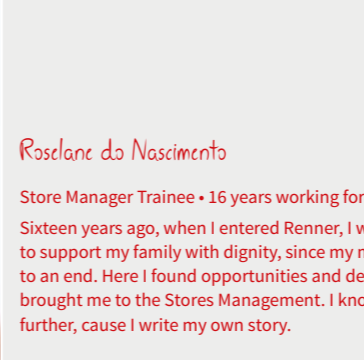 Roselane do Nascimento
Store Manager Trainee • 16 years working for
Sixteen years ago, when I entered Renner, I
to support my family with dignity, since my
to an end. Here I found opportunities and
brought me to the Stores Management. I
further, cause I write my own story.